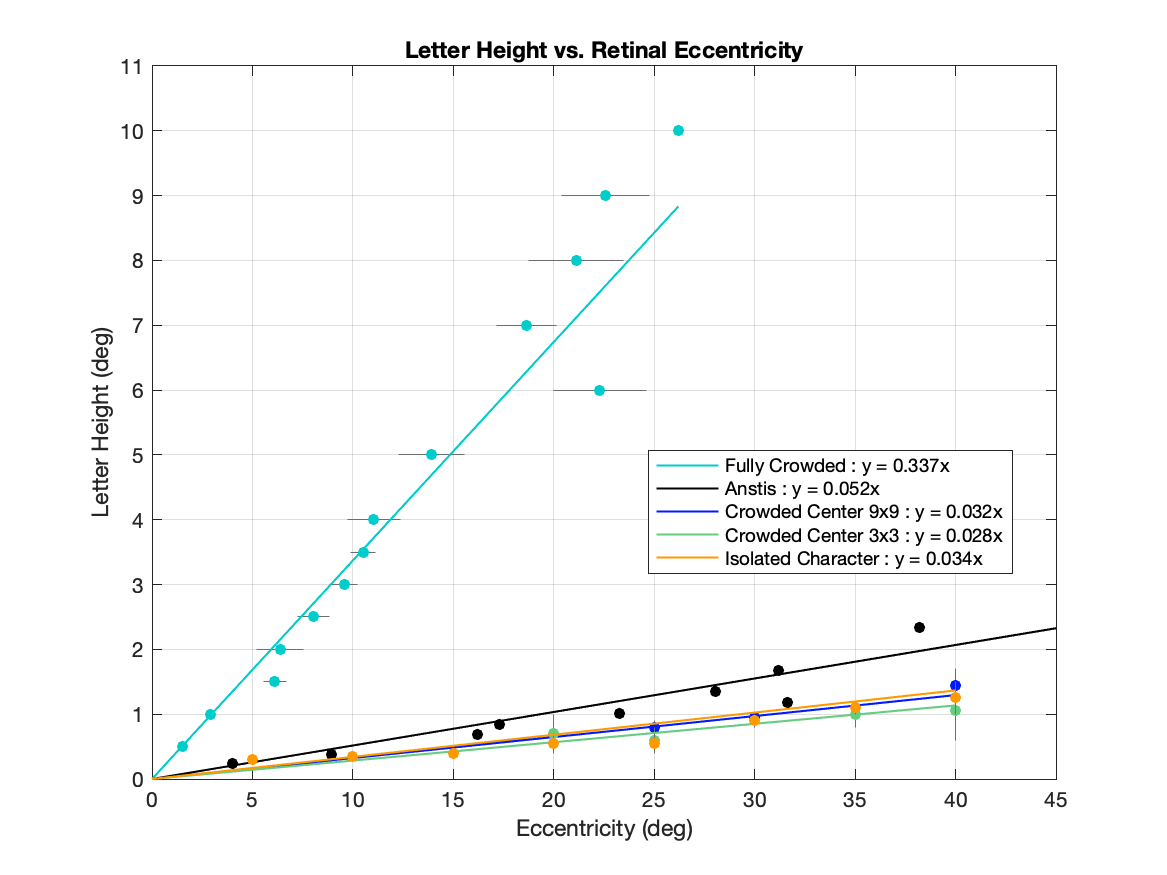 Letter Height vs. Retinal Eccentricity
11
10
9
8
7
6
5
4
3
2
1
0
Letter Height (deg)
Fully Crowded : y = 0.337x
Anstis : y = 0.052x
Crowded Center 9x9 : y = 0.032x
Crowded Center 3x3 : y = 0.028x
Isolated Character : y = 0.034x
0 5 10 15 20 25 30 35 40 45
Eccentricity (deg)